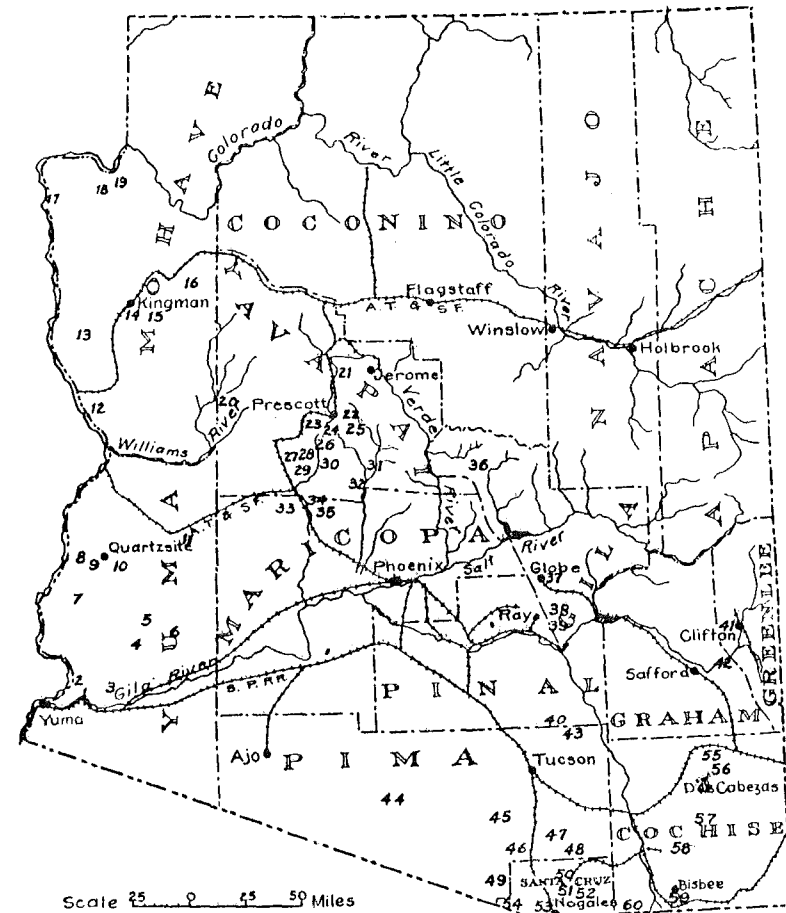 MOHAVE
Colorado
River
Little Colorado
River
COCONINO
NAVAJO
APACHE
17
18 19
16
Kingman
14 15
13
12
Flagstaff
A.T. & S.F.
Winslow
Holbrook
YAVAPAI
21
Jerome
Verde
River
20
Prescott
22
23 24 25
26
27 28
29 30
31
32
36
Williams River
33
34
35
A.T. & S.F.
YUMA
8 9 Quartzsite
10
7
5
4 6
MARICOPA
Phoenix
Salt River
Globe
37
GILA
38
39
Ray
Clifton
41
42
GREENLEE
Safford
2
3
Gila River
S.P. RR.
Yuma
PINAL
40
43
GRAHAM
Ajo
PIMA
Tucson
44
45
46
47
48
55
56
Dos Cabezas
57
COCHISE
58
49
SANTA CRUZ
50
51 52
54 53 Nogales
60
Bisbee
59
Scale 25 0 25 50 Miles